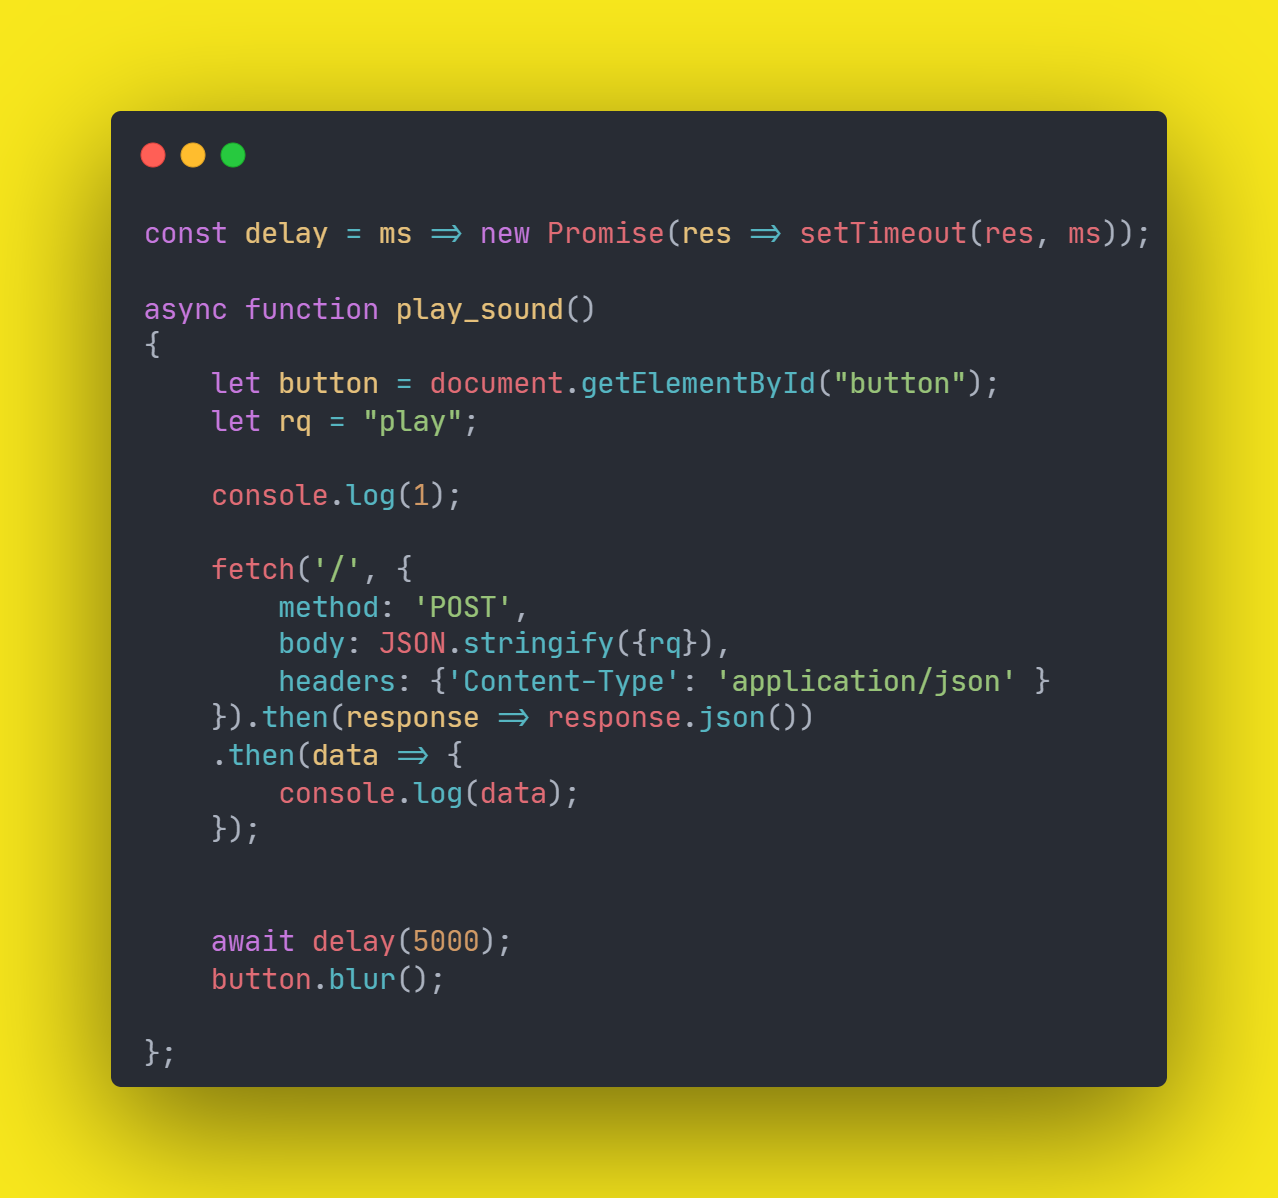 const delay = ms => new Promise(res => setTimeout(res, ms));
async function play_sound()
{
    let button = document.getElementById("button");
    let rq = "play";
    console.log(1);
    fetch('/', {
        method: 'POST',
        body: JSON.stringify({rq}),
        headers: {'Content-Type': 'application/json' }
    }).then(response => response.json())
    .then(data => {
        console.log(data);
    });
    await delay(5000);
    button.blur();
};